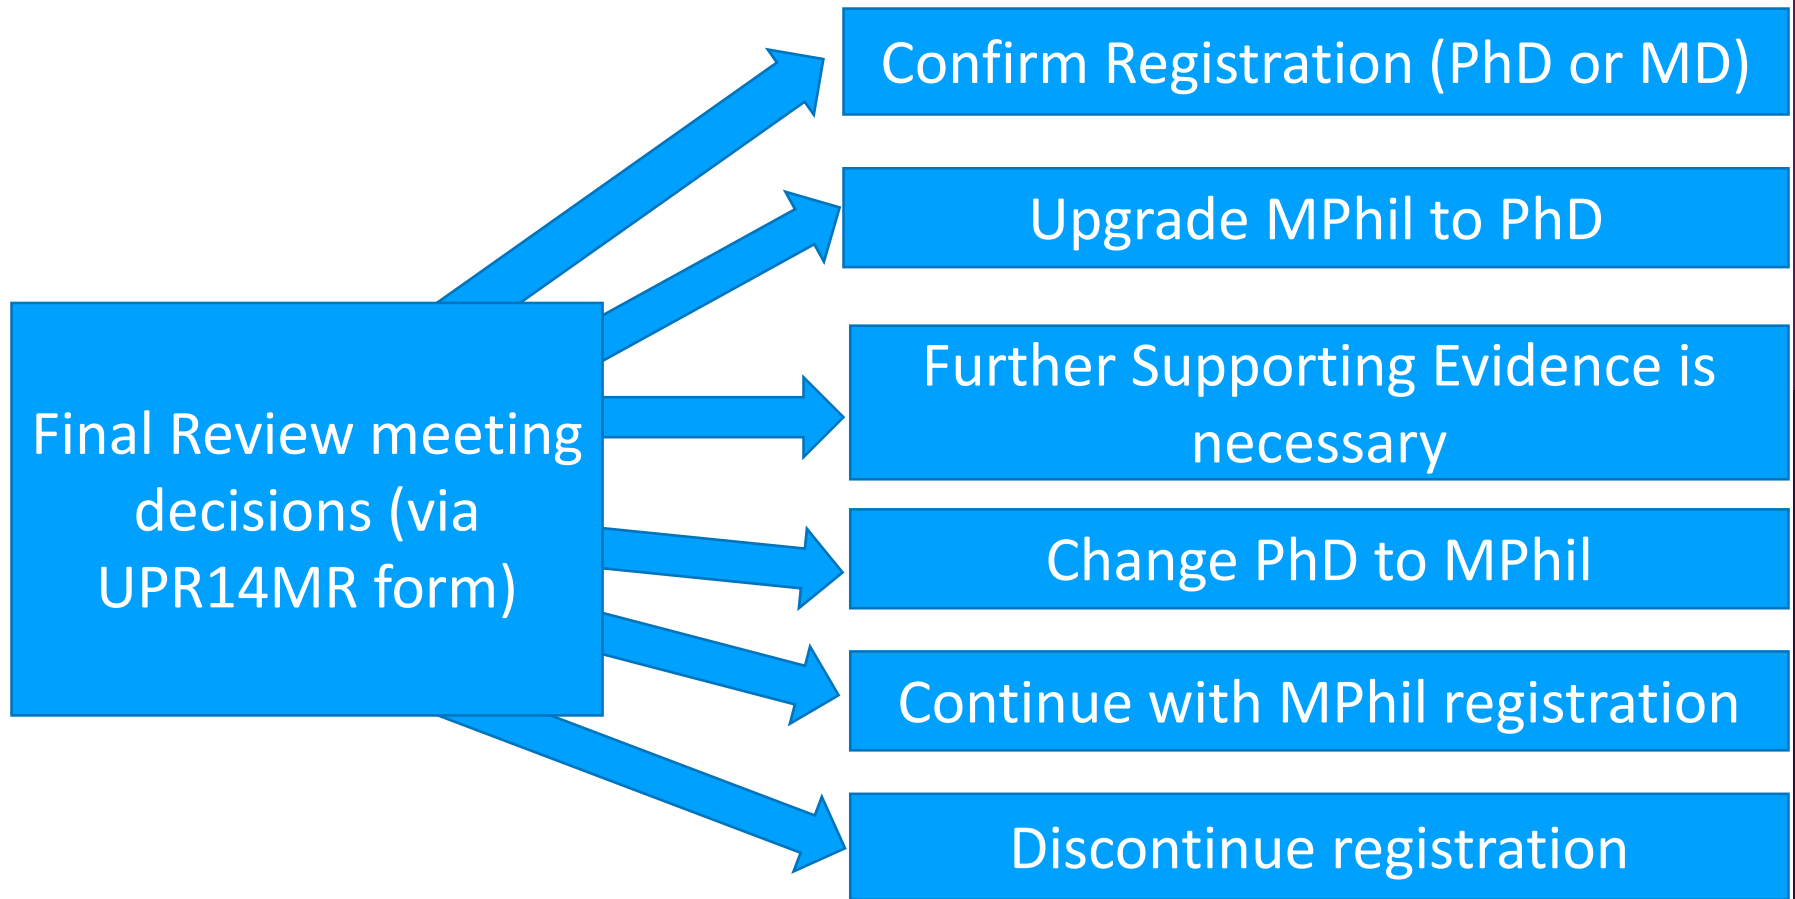 Confirm Registration (PhD or MD)
Upgrade MPhil to PhD
Further Supporting Evidence is
necessary
Final Review meeting
decisions (via
UPR14MR form)
Change PhD to MPhil
Continue with MPhil registration
Discontinue registration